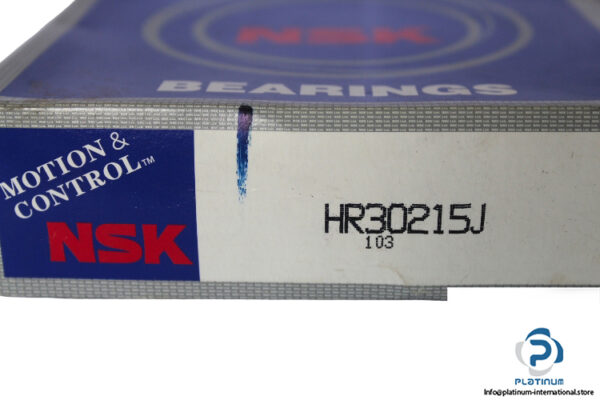 NSK
BEARINGS
MOTION &
CONTROL™
NSK
HR30215J
103
PLATINUM
Info@platinum-international.store